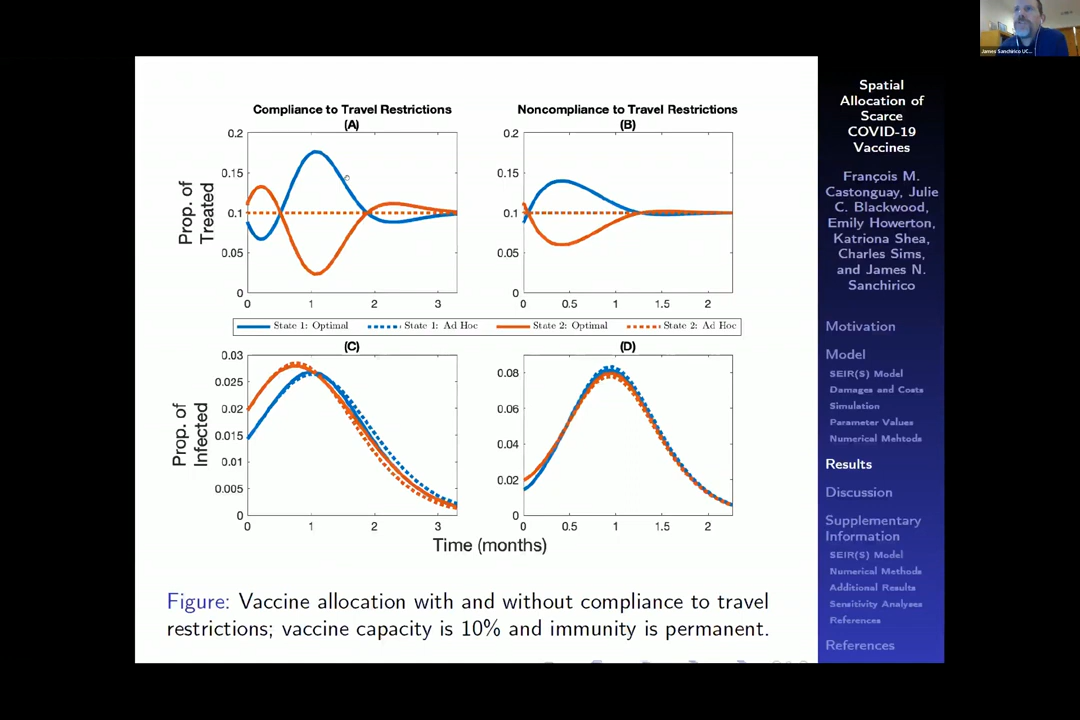 James Sanchirico UC...
Compliance to Travel Restrictions
(A)
0.2
0.15
0.1
0.05
0
0
1
2
3
Prop. of
Treated
Noncompliance to Travel Restrictions
(B)
0.2
0.15
0.1
0.05
0
0
0.5
1
1.5
2
State 1: Optimal
State 1: Ad Hoc
State 2: Optimal
State 2: Ad Hoc
(C)
0.03
0.025
0.02
0.015
0.01
0.005
0
0
1
2
3
Prop. of
Infected
(D)
0.08
0.06
0.04
0.02
0
0
0.5
1
1.5
2
Time (months)
Figure: Vaccine allocation with and without compliance to travel
restrictions; vaccine capacity is 10% and immunity is permanent.
Spatial
Allocation of
Scarce
COVID-19
Vaccines
François M.
Castonguay, Julie
C. Blackwood,
Emily Howerton,
Katriona Shea,
Charles Sims,
and James N.
Sanchirico
Motivation
Model
SEIR(S) Model
Damages and Costs
Simulation
Parameter Values
Numerical Mehtods
Results
Discussion
Supplementary
Information
SEIR(S) Model
Numerical Methods
Additional Results
Sensitivity Analyses
References
References